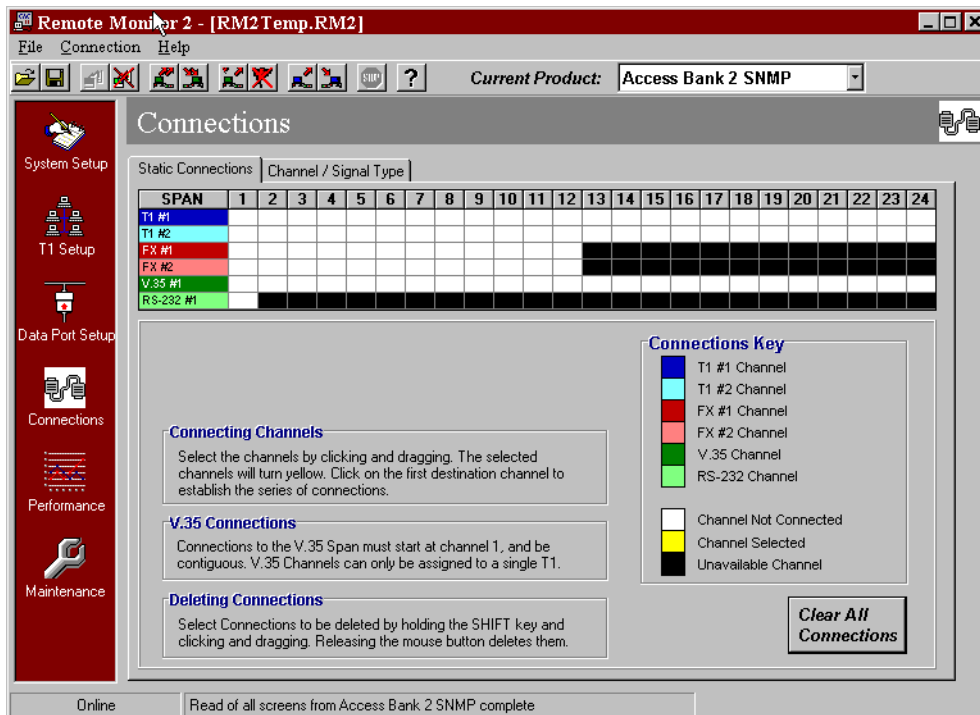 Remote Monitor 2 - [RM2Temp.RM2]
File Connection Help
STOP ? Current Product: Access Bank 2 SNMP
Connections
System Setup
T1 Setup
Data Port Setup
Connections
Performance
Maintenance
Static Connections Channel / Signal Type
SPAN 1 2 3 4 5 6 7 8 9 10 11 12 13 14 15 16 17 18 19 20 21 22 23 24
T1 #1
T1 #2
FX #1
FX #2
V.35 #1
RS-232 #1
Connecting Channels
Select the channels by clicking and dragging. The selected
channels will turn yellow. Click on the first destination channel to
establish the series of connections.
V.35 Connections
Connections to the V.35 Span must start at channel 1, and be
contiguous. V.35 Channels can only be assigned to a single T1.
Deleting Connections
Select Connections to be deleted by holding the SHIFT key and
clicking and dragging. Releasing the mouse button deletes them.
Connections Key
T1 #1 Channel
T1 #2 Channel
FX #1 Channel
FX #2 Channel
V.35 Channel
RS-232 Channel
Channel Not Connected
Channel Selected
Unavailable Channel
Clear All
Connections
Online Read of all screens from Access Bank 2 SNMP complete